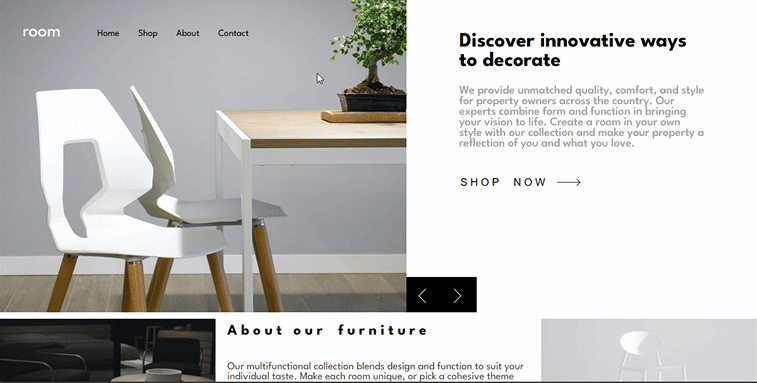 room Home Shop About Contact
Discover innovative ways
to decorate
We provide unmatched quality, comfort, and style
for property owners across the country. Our
experts combine form and function in bringing
your vision to life. Create a room in your own
style with our collection and make your property a
reflection of you and what you love.
SHOP NOW
About our furniture
Our multifunctional collection blends design and function to suit your
individual taste. Make each room unique, or pick a cohesive theme